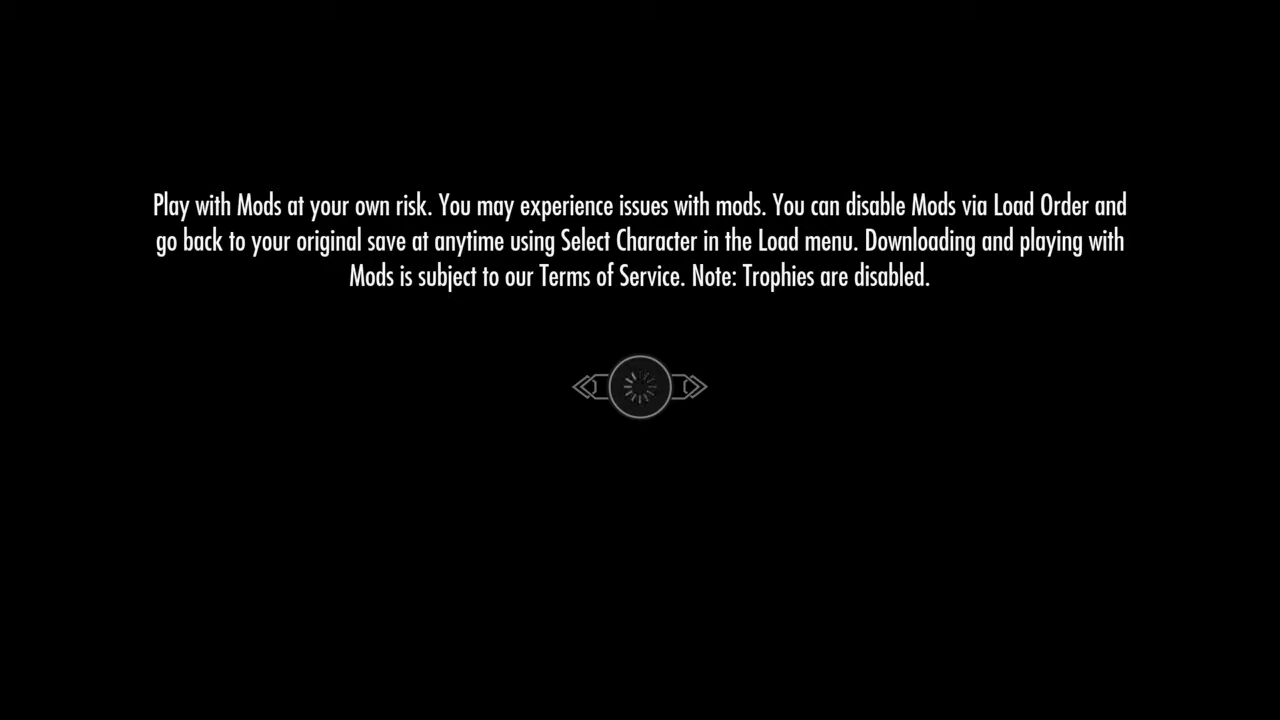 Play with Mods at your own risk. You may experience issues with mods. You can disable Mods via Load Order and
go back to your original save at anytime using Select Character in the Load menu. Downloading and playing with
Mods is subject to our Terms of Service. Note: Trophies are disabled.